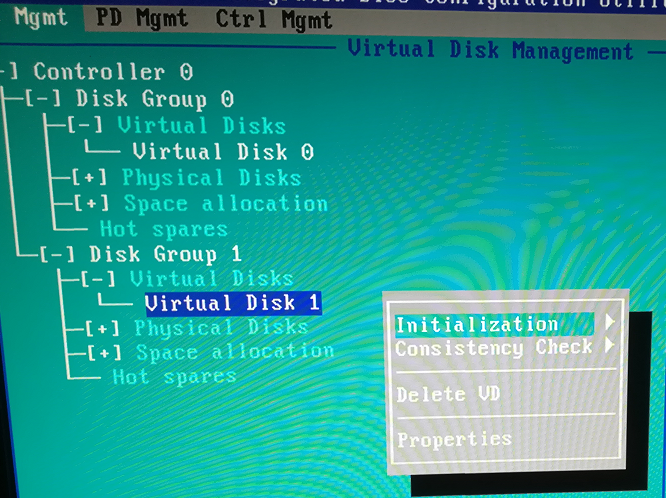 Mgmt PD Mgmt Ctrl Mgmt
Virtual Disk Management
-] Controller 0
[-] Disk Group 0
[-] Virtual Disks
Virtual Disk 0
[+] Physical Disks
[+] Space allocation
Hot spares
[-] Disk Group 1
[-] Virtual Disks
Virtual Disk 1
[+] Physical Disks
[+] Space allocation
Hot spares
Initialization
Consistency Check
Delete VD
Properties